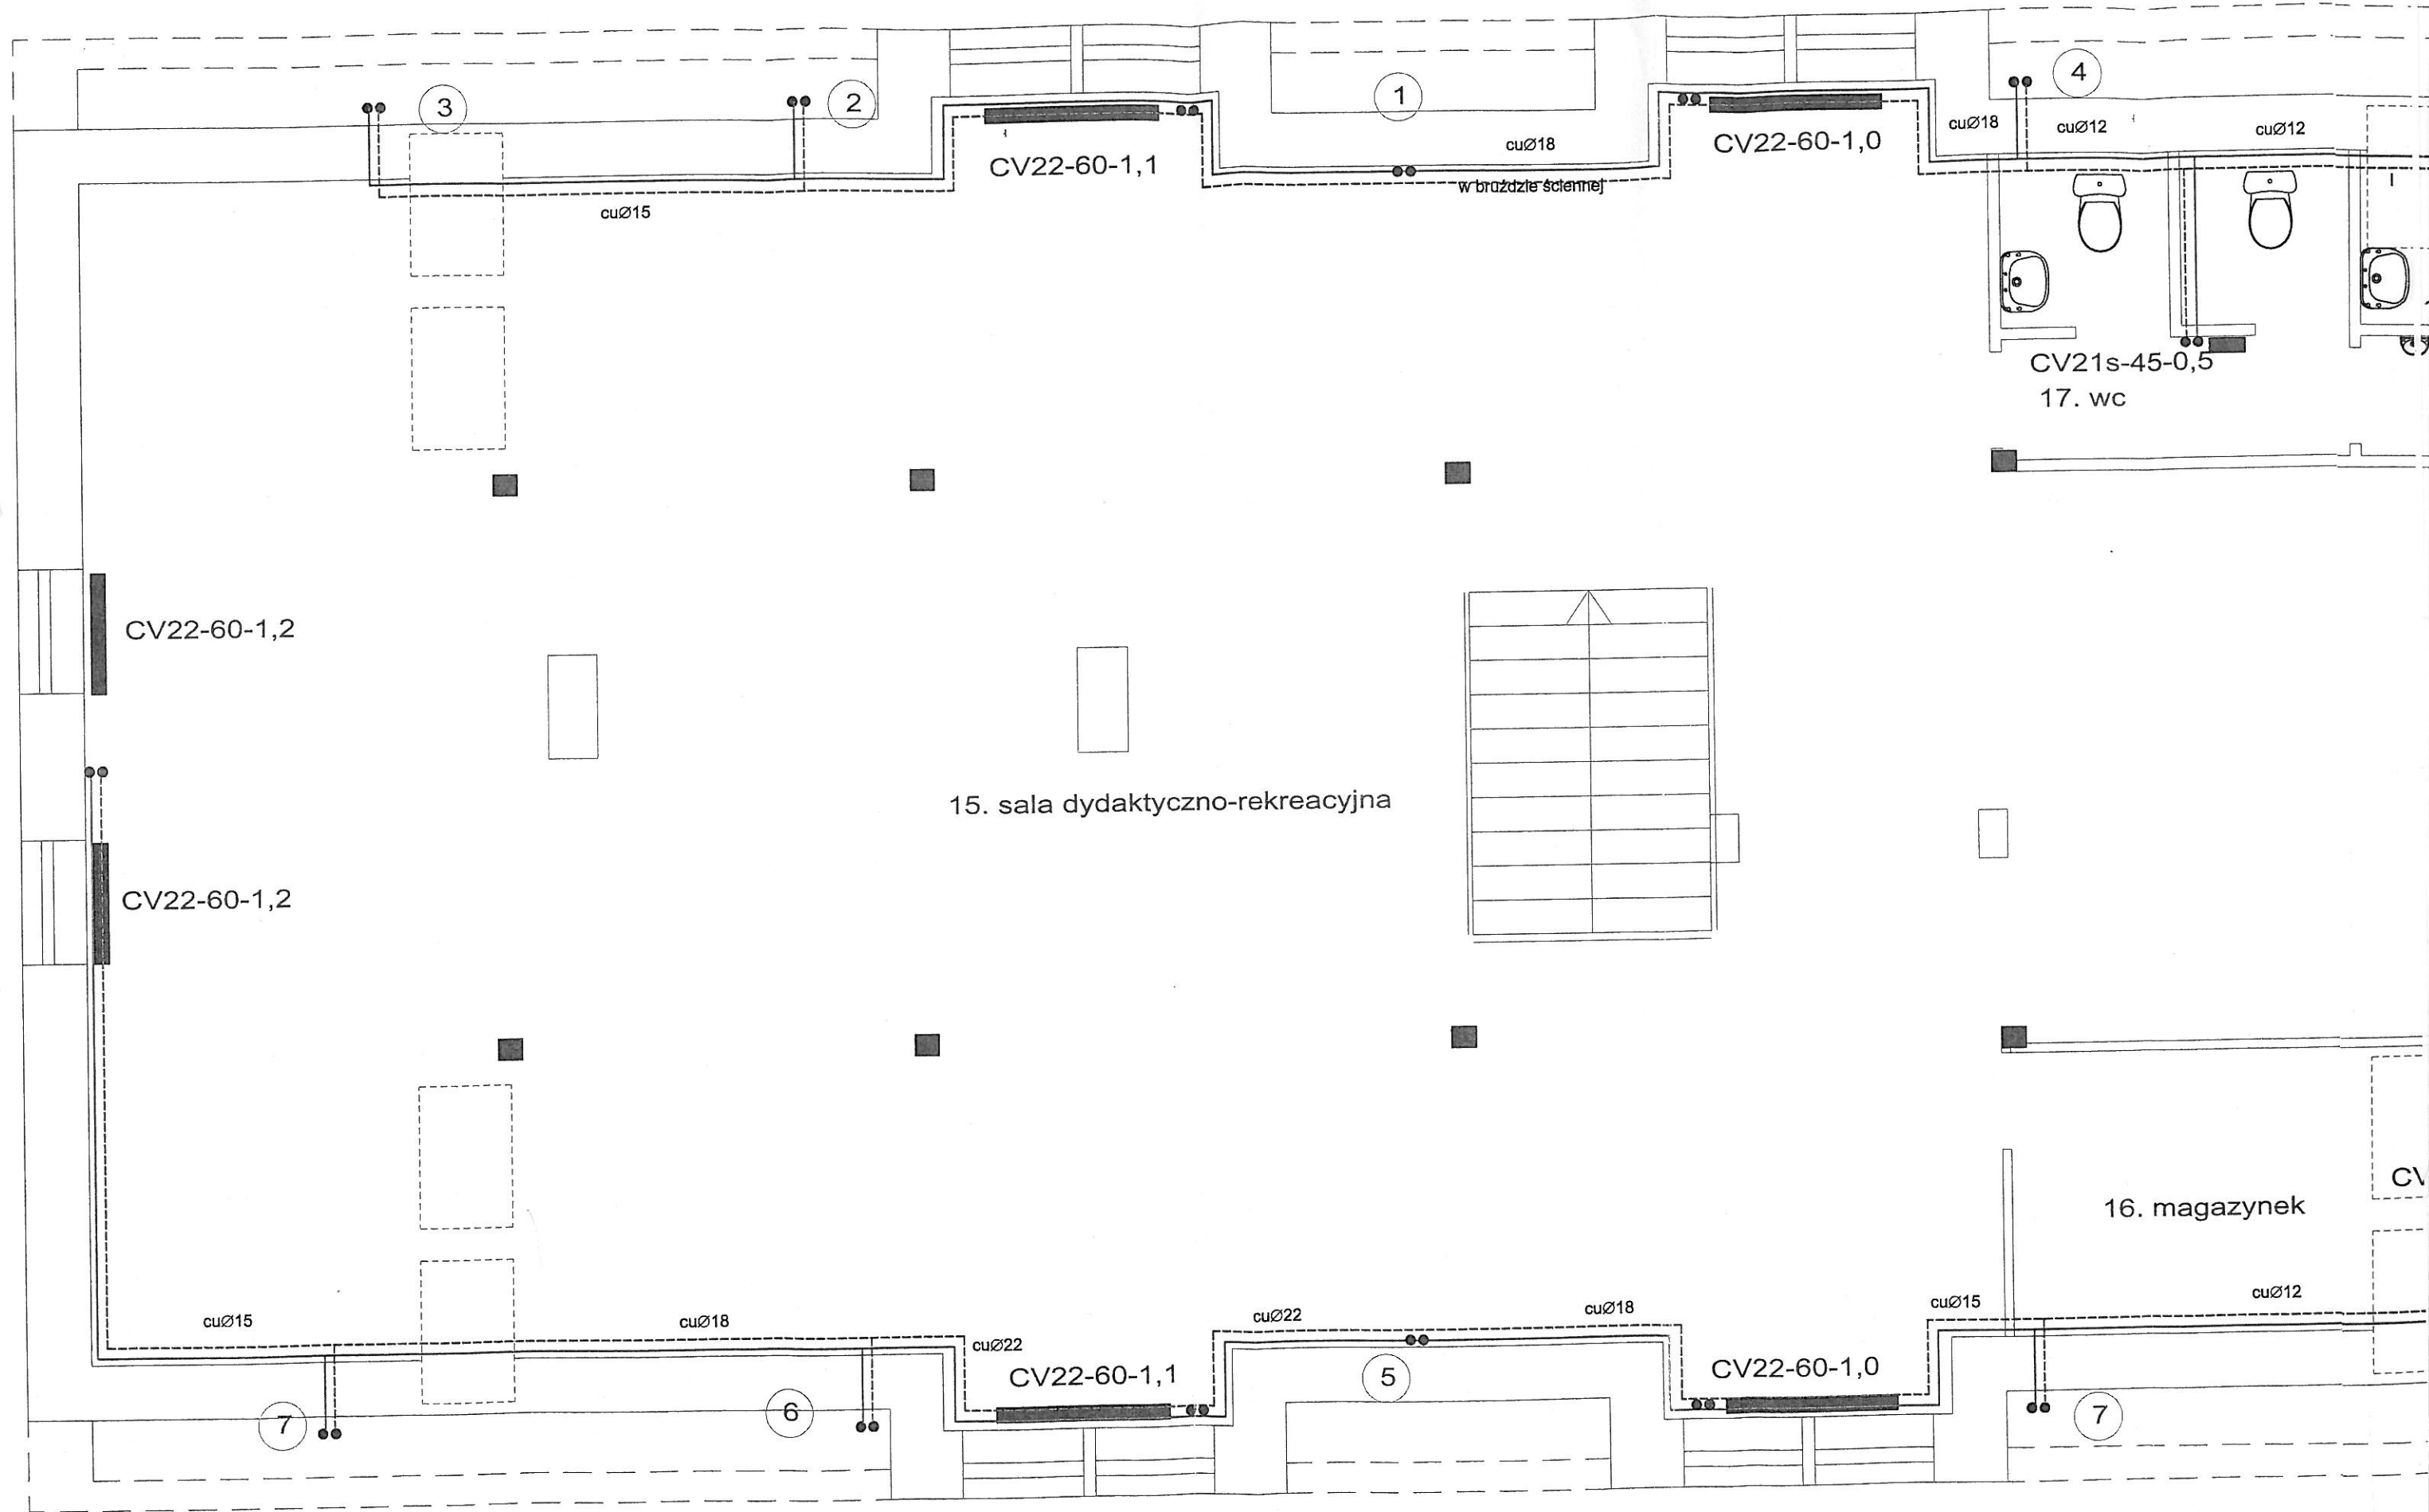 3
2
1
4
CV22-60-1,1
cuØ18
CV22-60-1,0
cuØ18
cuØ12
cuØ12
w bruździe ściennej
cuØ15
CV21s-45-0,5
17. wc
CV22-60-1,2
15. sala dydaktyczno-rekreacyjna
CV22-60-1,2
CV
16. magazynek
cuØ15
cuØ18
cuØ22
cuØ22
cuØ18
cuØ15
cuØ12
CV22-60-1,1
5
CV22-60-1,0
7
6
7